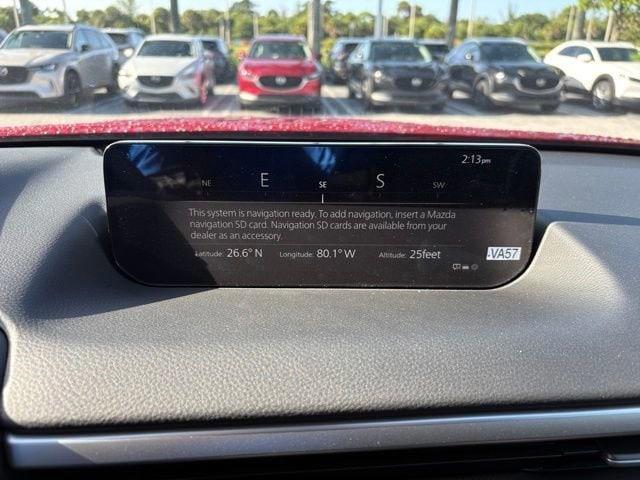 2:13pm
NE E SE S SW
This system is navigation ready. To add navigation, insert a Mazda
navigation SD card. Navigation SD cards are available from your
dealer as an accessory.
Latitude: 26.6° N Longitude: 80.1° W Altitude: 25feet
-VA57